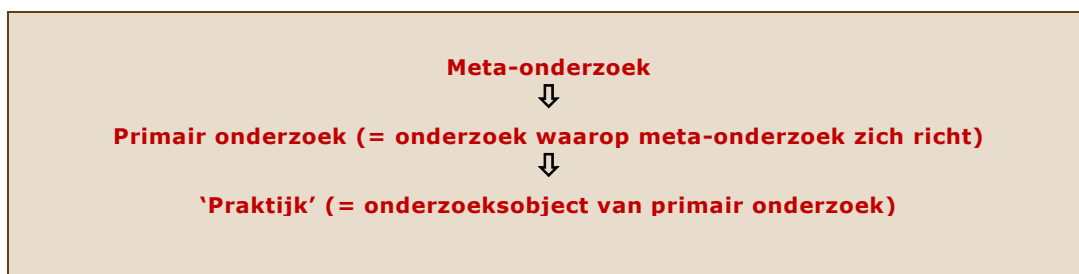 Meta-onderzoek
⇩
Primair onderzoek (= onderzoek waarop meta-onderzoek zich richt)
⇩
‘Praktijk’ (= onderzoeksobject van primair onderzoek)